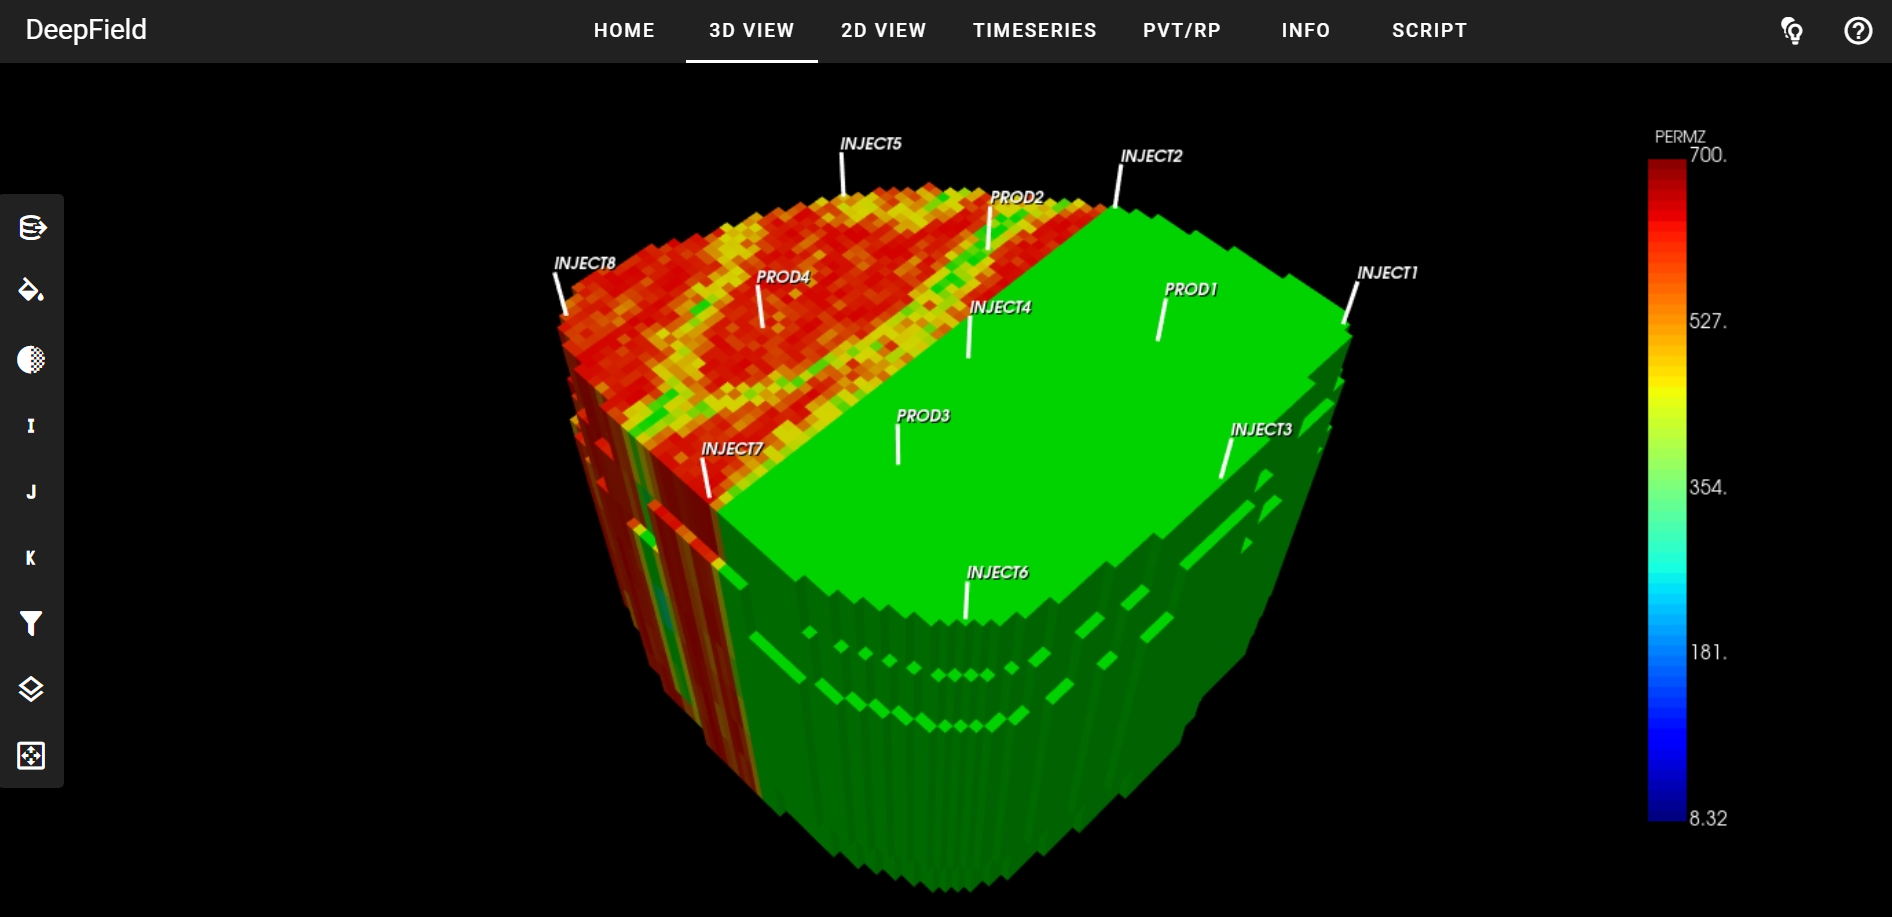 DeepField
HOME
3D VIEW
2D VIEW
TIMESERIES
PVT/RP
INFO
SCRIPT
PERMZ
700.
527.
354.
181.
8.32
INJECT5
INJECT2
PROD2
INJECT8
PROD4
INJECT1
PROD1
INJECT4
PROD3
INJECT3
INJECT7
INJECT6
I
J
K